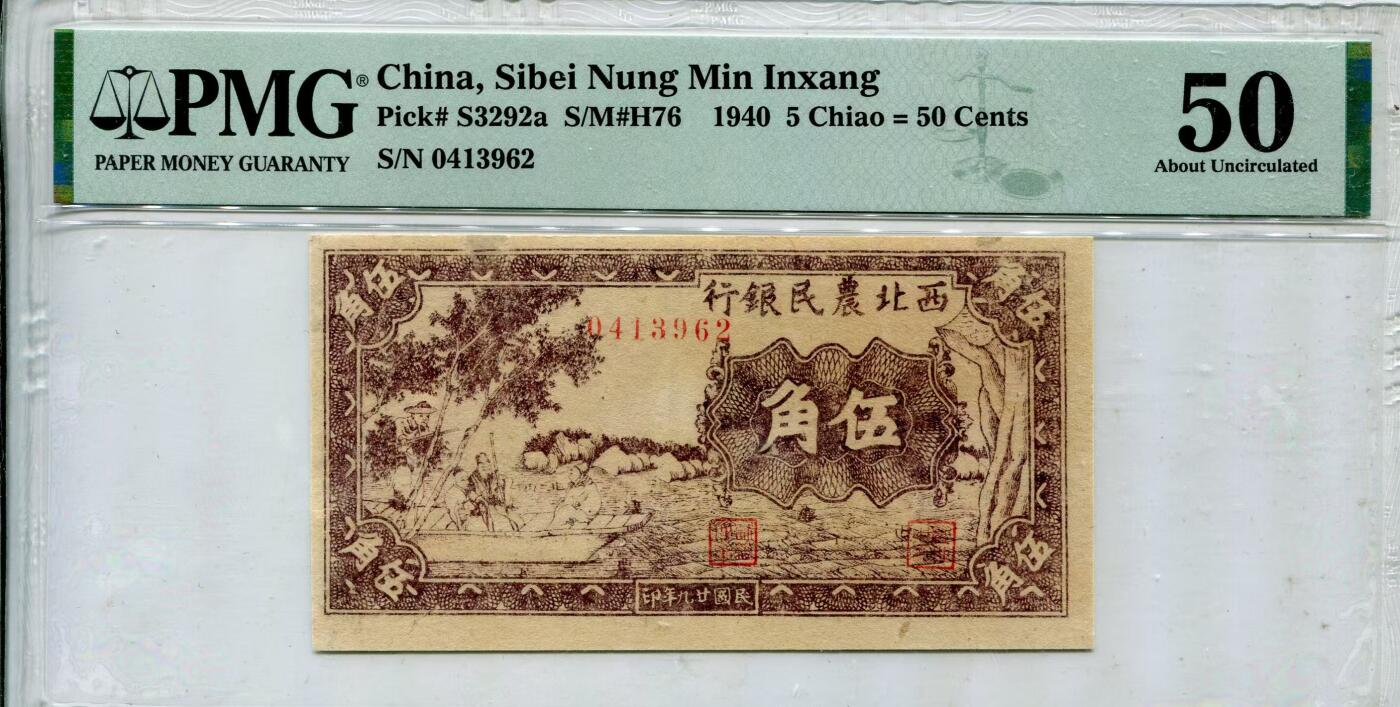 PMG® China, Sibei Nung Min Inxang
Pick# S3292a S/M#H76 1940 5 Chiao = 50 Cents
PAPER MONEY GUARANTY S/N 0413962
50
About Uncirculated
西北農民銀行
0413962
伍角
伍角
伍角
伍角
伍角
民國廿九年印